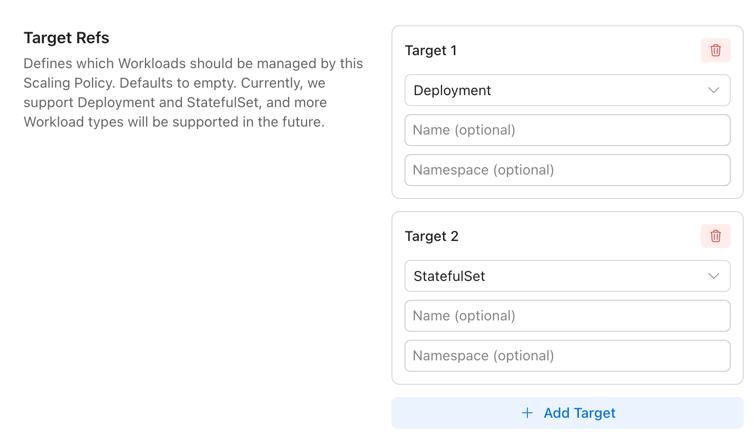 Target Refs
Defines which Workloads should be managed by this
Scaling Policy. Defaults to empty. Currently, we
support Deployment and StatefulSet, and more
Workload types will be supported in the future.
Target 1
Deployment
Name (optional)
Namespace (optional)
Target 2
StatefulSet
Name (optional)
Namespace (optional)
+ Add Target